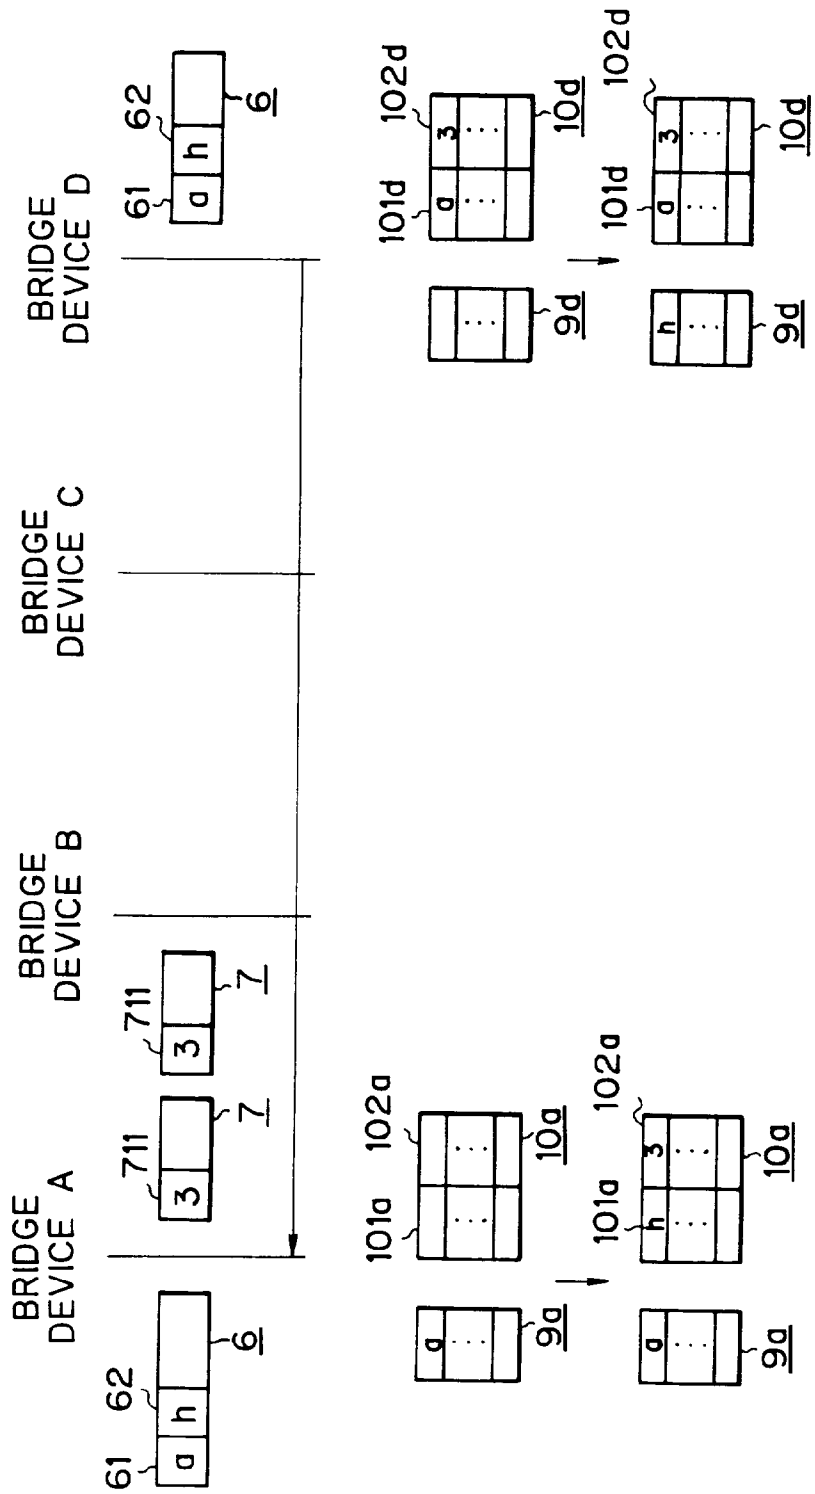 BRIDGE
DEVICE A
BRIDGE
DEVICE B
BRIDGE
DEVICE C
BRIDGE
DEVICE D
61
62
a
h
6
711
3
7
711
3
7
61
62
a
h
6
a
9a
101a
102a
10a
9d
101d
102d
a
3
10d
a
9a
101a
102a
h
3
10a
h
9d
101d
102d
a
3
10d